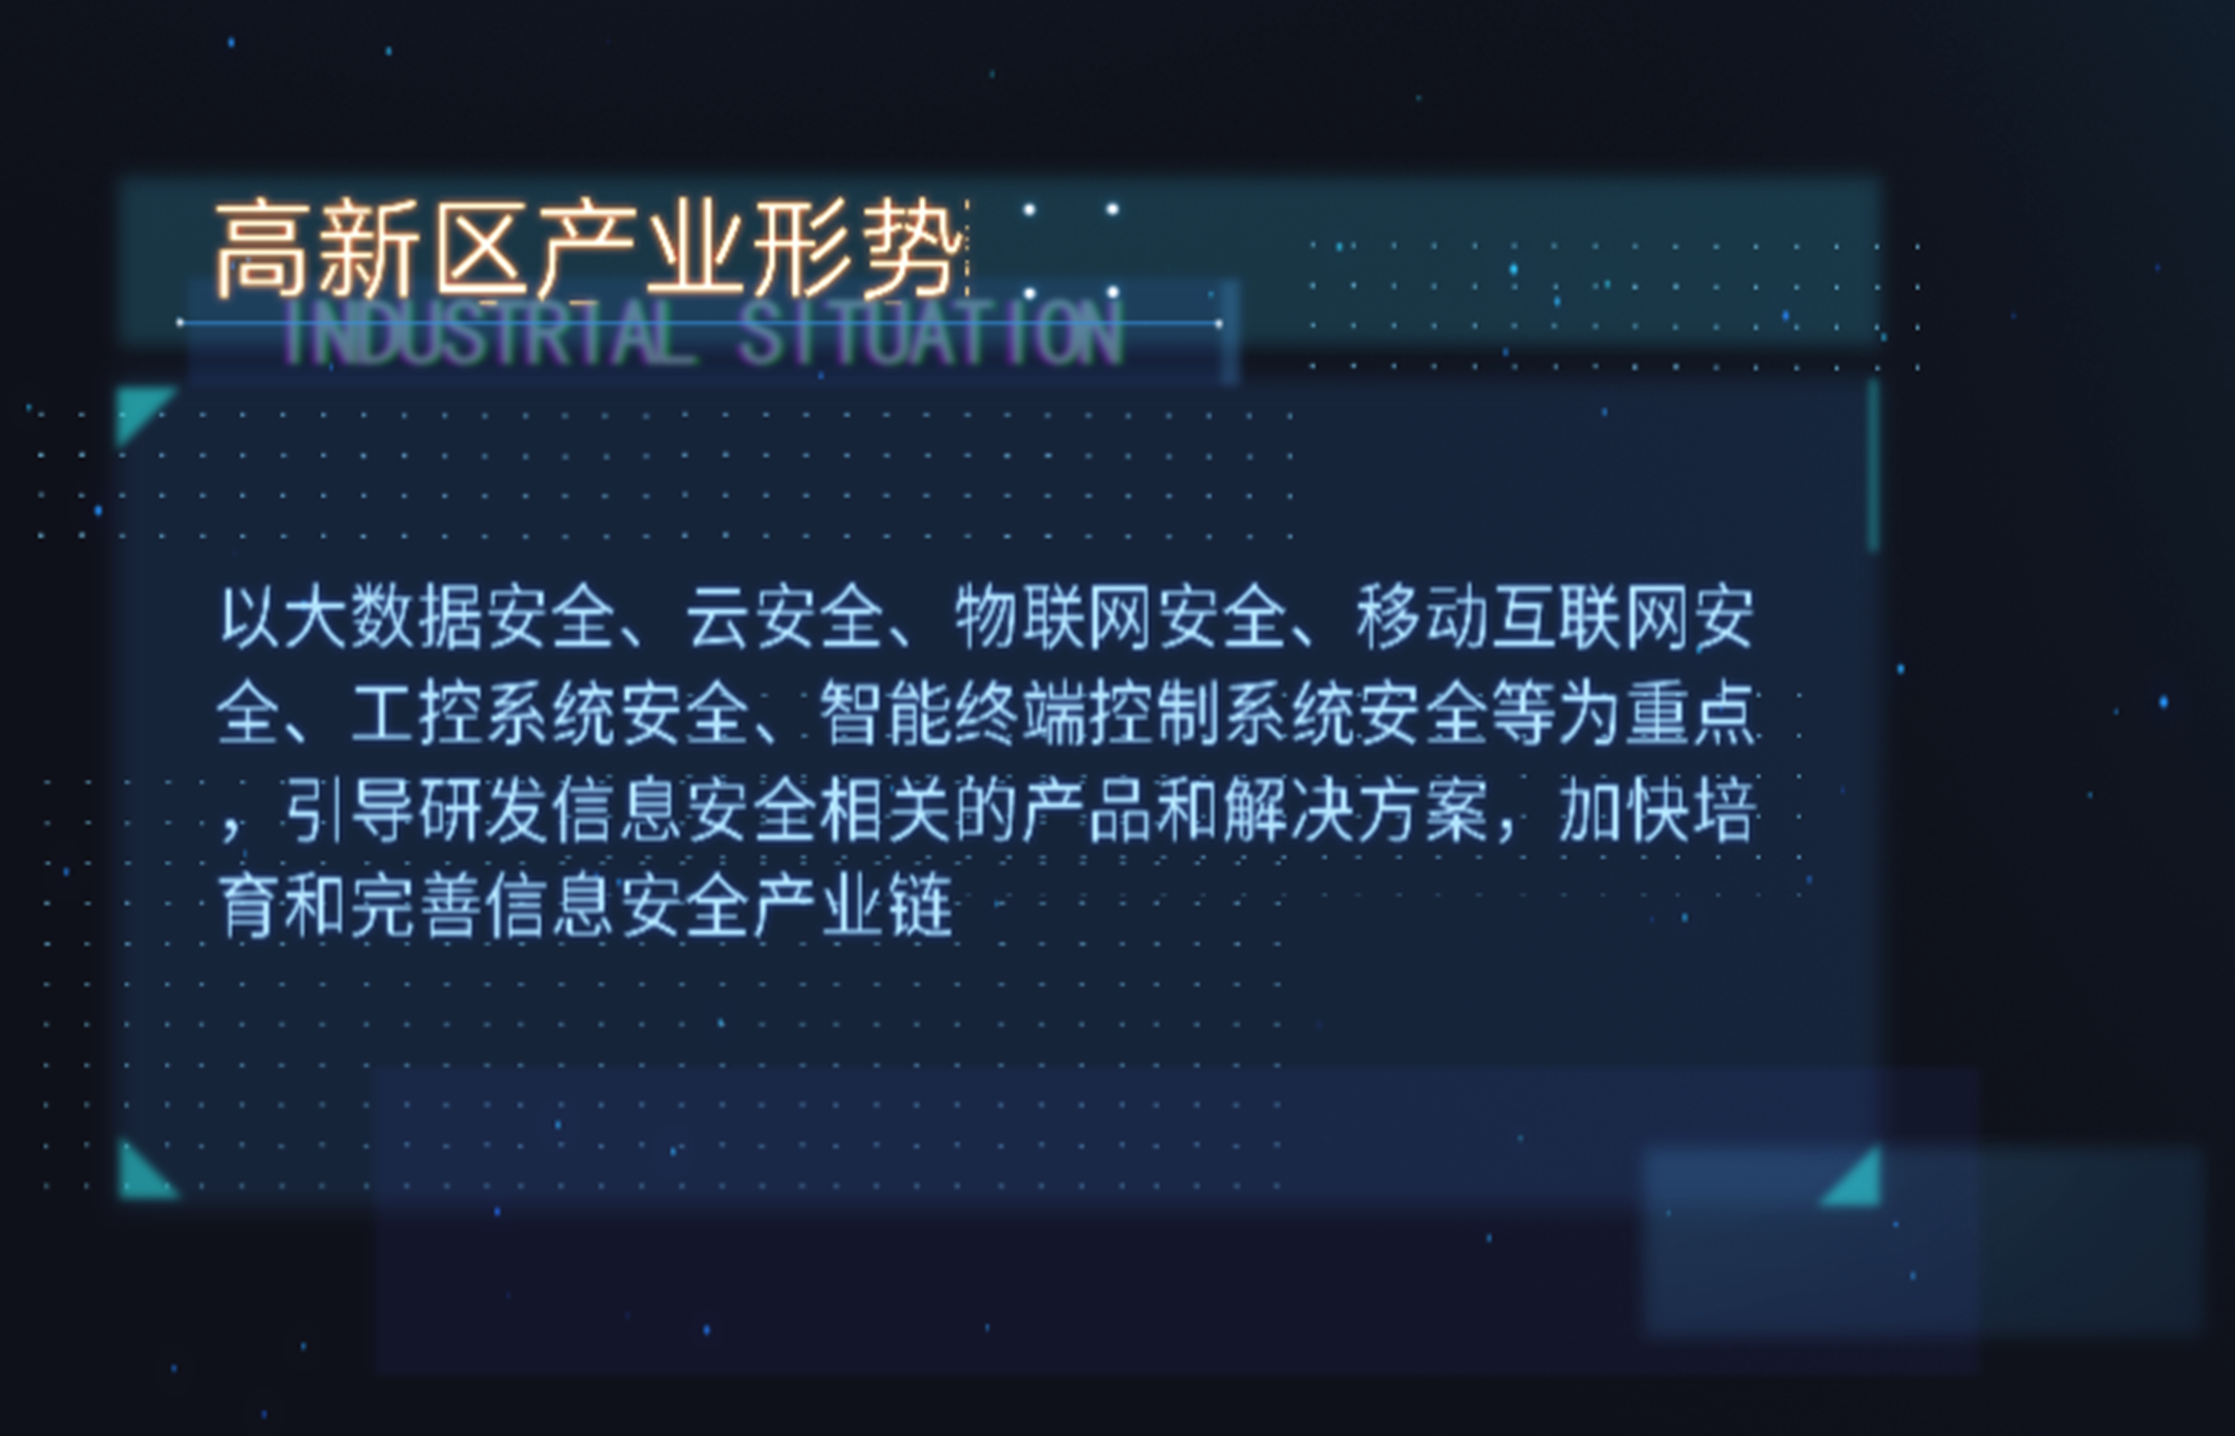 高新区产业形势
INDUSTRIAL SITUATION
以大数据安全、云安全、物联网安全、移动互联网安
全、工控系统安全、智能终端控制系统安全等为重点
，引导研发信息安全相关的产品和解决方案，加快培
育和完善信息安全产业链